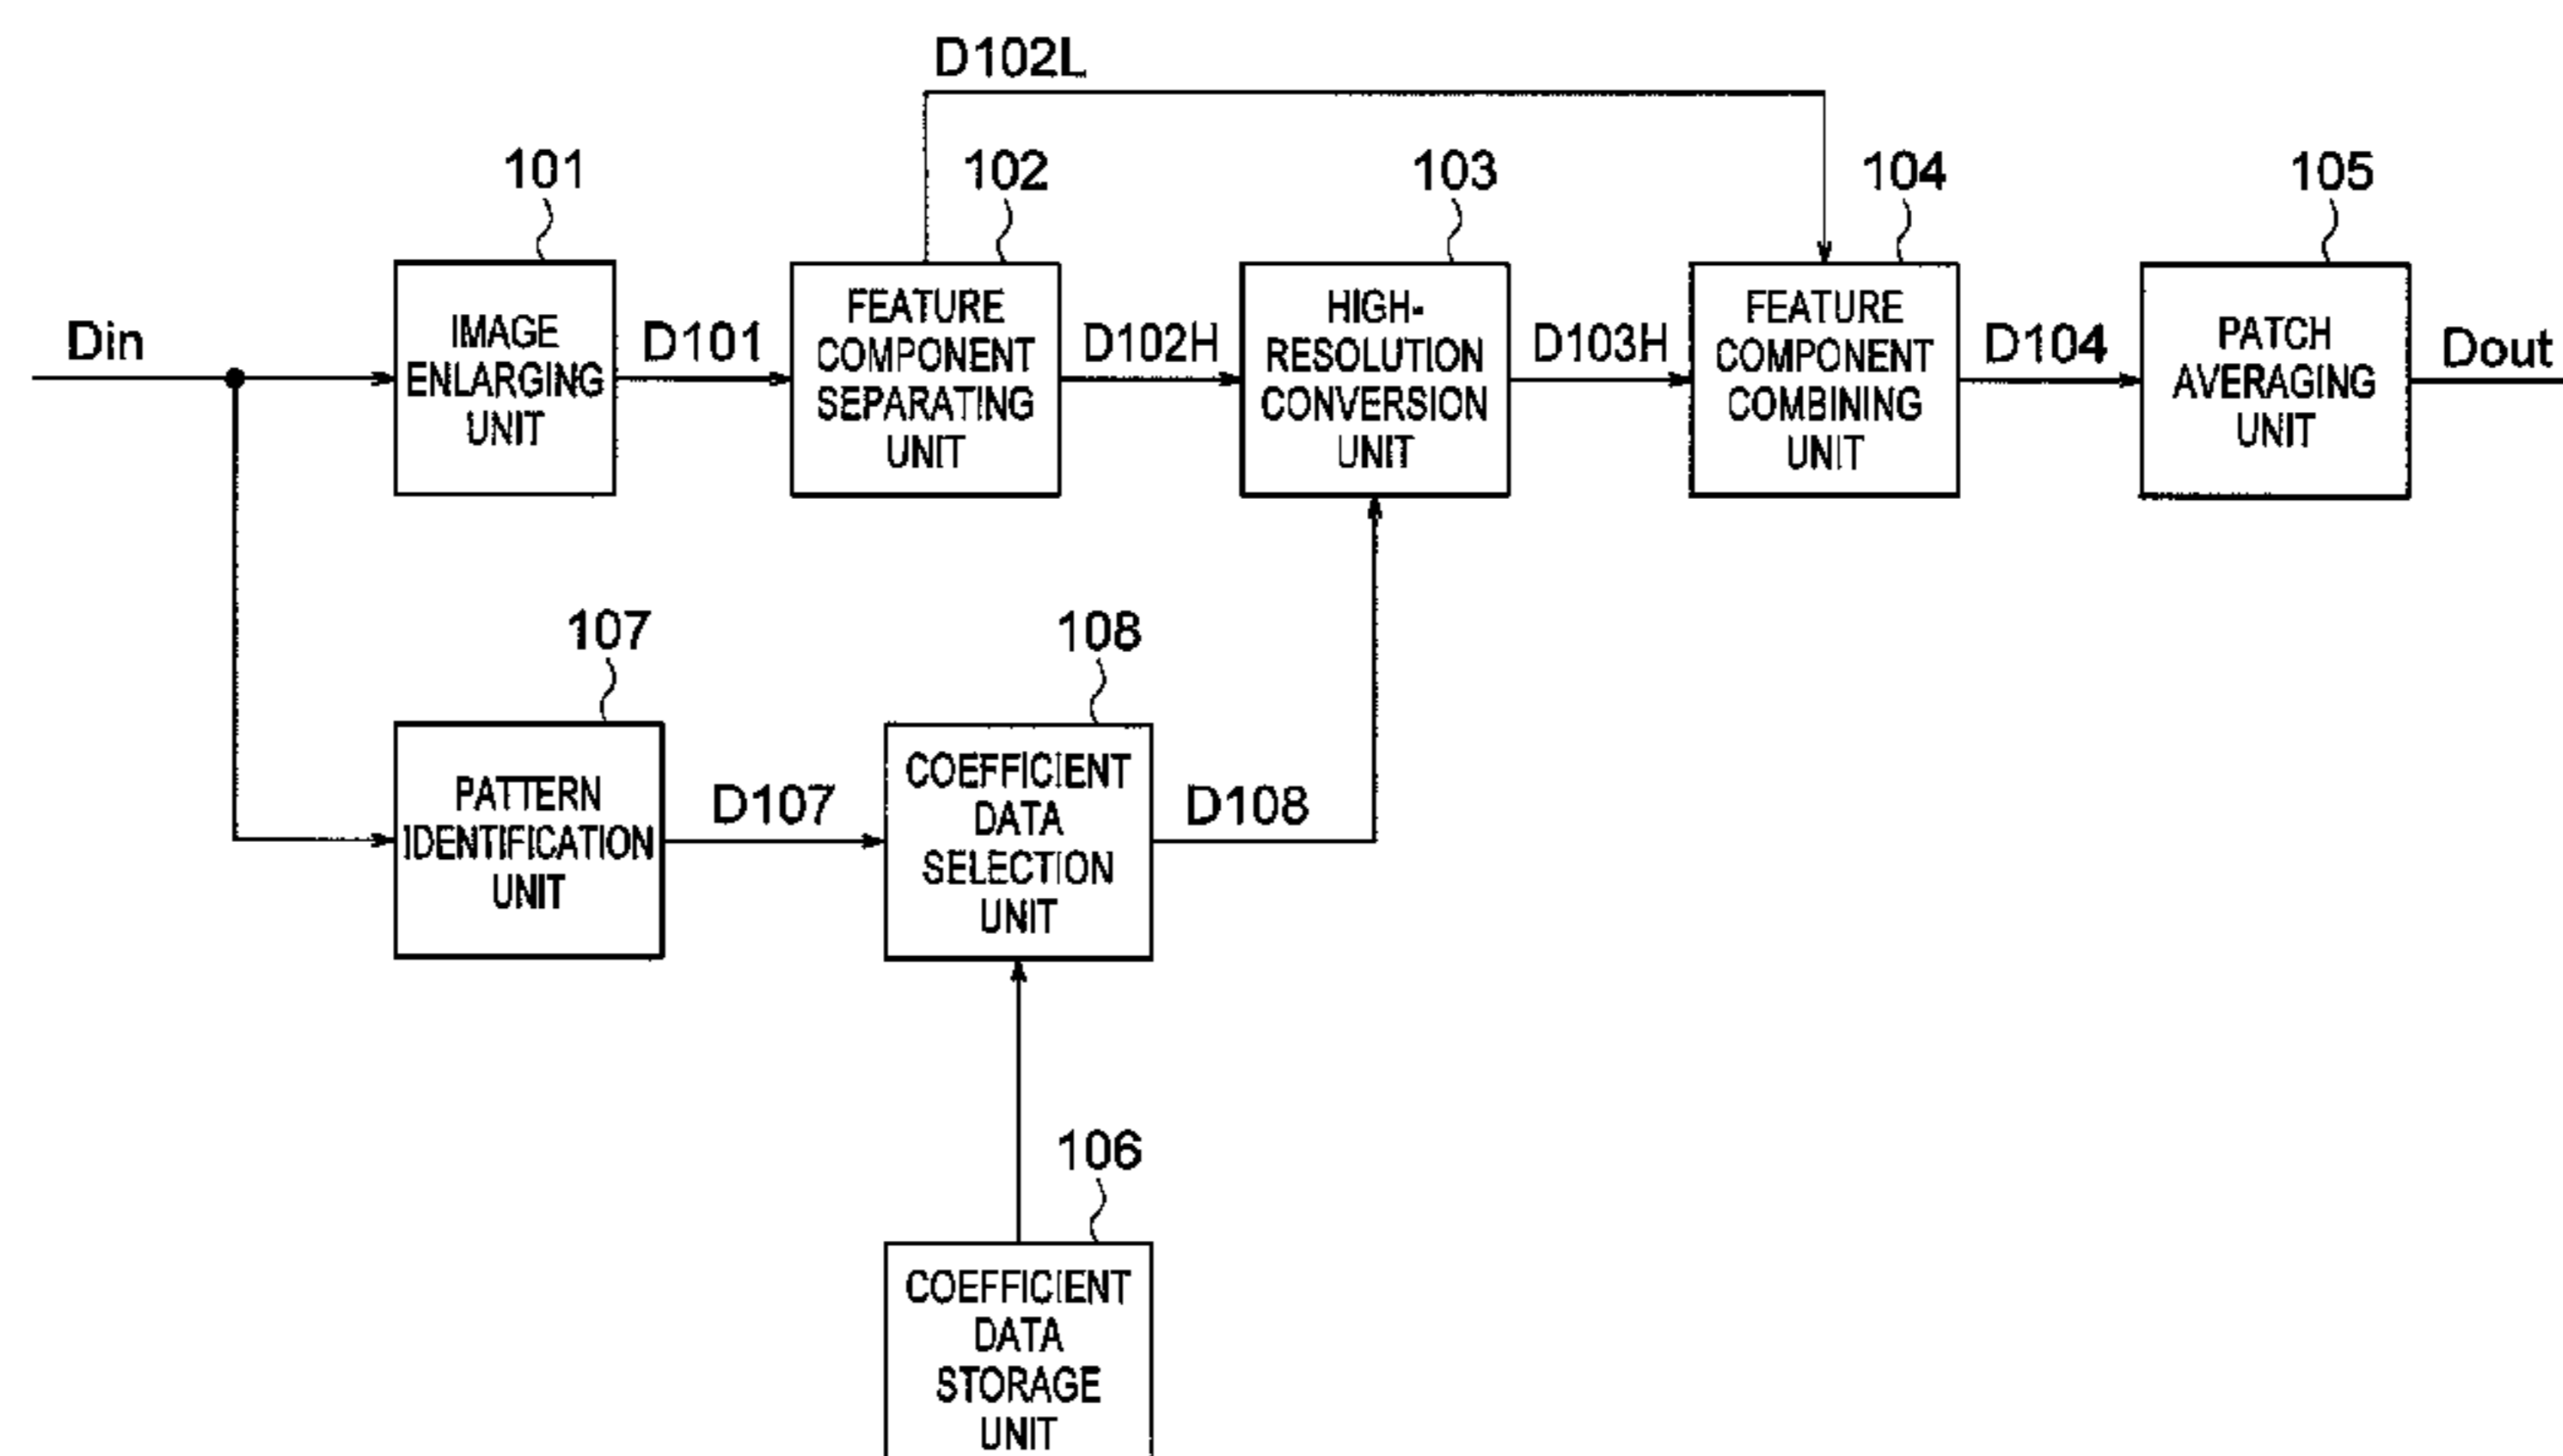 D102L
101
102
103
104
105
Din
IMAGE
ENLARGING
UNIT
D101
FEATURE
COMPONENT
SEPARATING
UNIT
D102H
HIGH-
RESOLUTION
CONVERSION
UNIT
D103H
FEATURE
COMPONENT
COMBINING
UNIT
D104
PATCH
AVERAGING
UNIT
Dout
107
108
PATTERN
IDENTIFICATION
UNIT
D107
COEFFICIENT
DATA
SELECTION
UNIT
D108
106
COEFFICIENT
DATA
STORAGE
UNIT